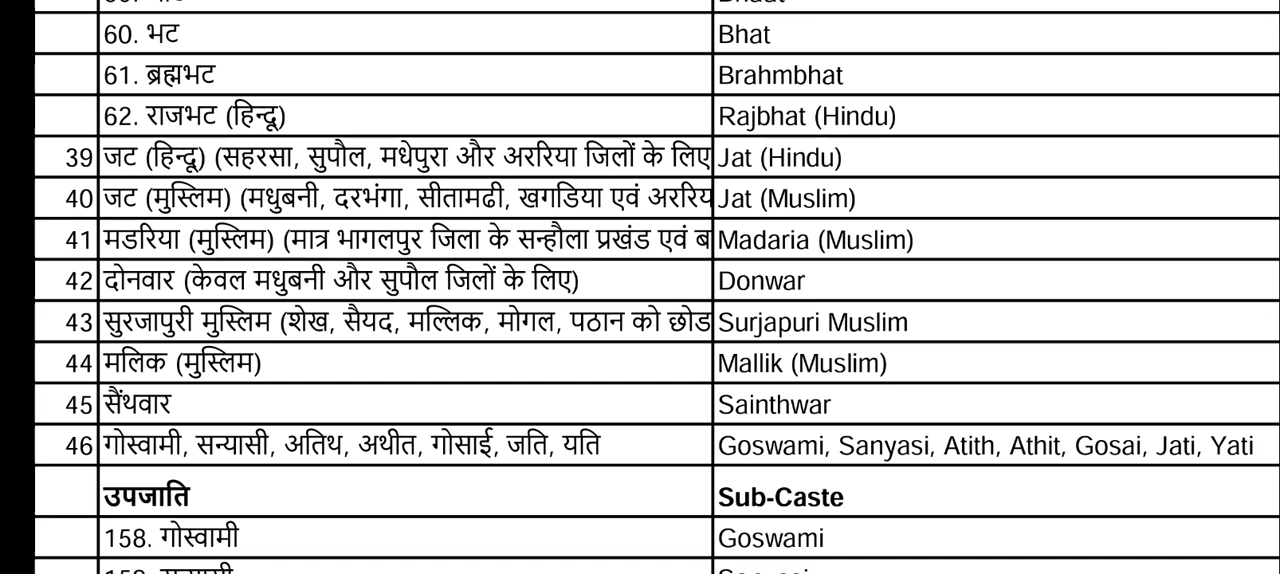 60. भट Bhat
61. ब्रह्मभट Brahmbhat
62. राजभट (हिन्दू) Rajbhat (Hindu)
39 जट (हिन्दू) (सहरसा, सुपौल, मधेपुरा और अररिया जिलों के लिए Jat (Hindu)
40 जट (मुस्लिम) (मधुबनी, दरभंगा, सीतामढी, खगडिया एवं अररिय Jat (Muslim)
41 मडरिया (मुस्लिम) (मात्र भागलपुर जिला के सन्हौला प्रखंड एवं ब Madaria (Muslim)
42 दोनवार (केवल मधुबनी और सुपौल जिलों के लिए) Donwar
43 सुरजापुरी मुस्लिम (शेख, सैयद, मल्लिक, मोगल, पठान को छोड Surjapuri Muslim
44 मलिक (मुस्लिम) Mallik (Muslim)
45 सैंथवार Sainthwar
46 गोस्वामी, सन्यासी, अतिथ, अथीत, गोसाई, जति, यति Goswami, Sanyasi, Atith, Athit, Gosai, Jati, Yati
उपजाति Sub-Caste
158. गोस्वामी Goswami